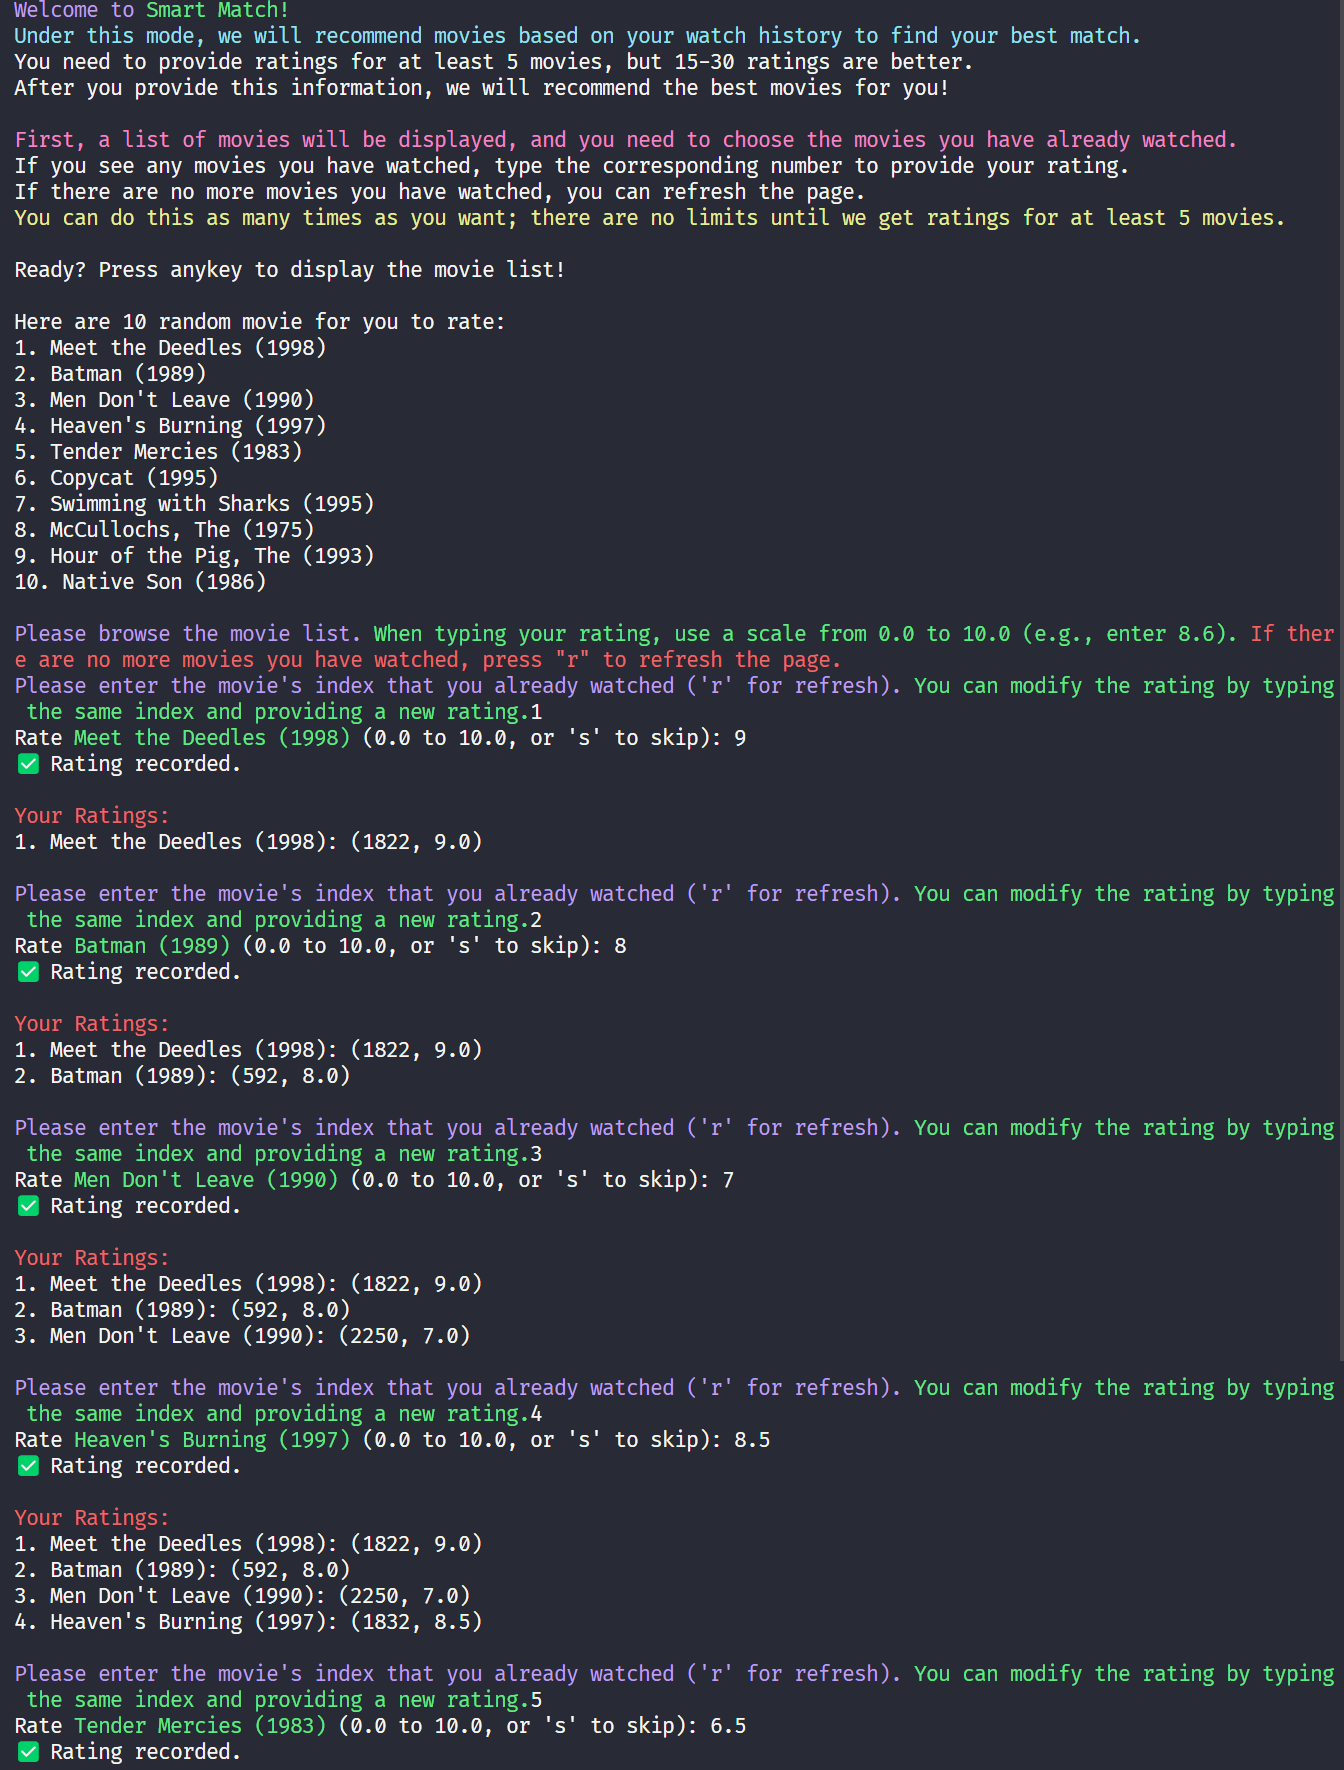 Welcome to Smart Match!
Under this mode, we will recommend movies based on your watch history to find your best match.
You need to provide ratings for at least 5 movies, but 15-30 ratings are better.
After you provide this information, we will recommend the best movies for you!
First, a list of movies will be displayed, and you need to choose the movies you have already watched.
If you see any movies you have watched, type the corresponding number to provide your rating.
If there are no more movies you have watched, you can refresh the page.
You can do this as many times as you want; there are no limits until we get ratings for at least 5 movies.
Ready? Press anykey to display the movie list!
Here are 10 random movie for you to rate:
1. Meet the Deedles (1998)
2. Batman (1989)
3. Men Don't Leave (1990)
4. Heaven's Burning (1997)
5. Tender Mercies (1983)
6. Copycat (1995)
7. Swimming with Sharks (1995)
8. McCullochs, The (1975)
9. Hour of the Pig, The (1993)
10. Native Son (1986)
Please browse the movie list. When typing your rating, use a scale from 0.0 to 10.0 (e.g., enter 8.6). If ther
e are no more movies you have watched, press "r" to refresh the page.
Please enter the movie's index that you already watched ('r' for refresh). You can modify the rating by typing
the same index and providing a new rating.1
Rate Meet the Deedles (1998) (0.0 to 10.0, or 's' to skip): 9
✅ Rating recorded.
Your Ratings:
1. Meet the Deedles (1998): (1822, 9.0)
Please enter the movie's index that you already watched ('r' for refresh). You can modify the rating by typing
the same index and providing a new rating.2
Rate Batman (1989) (0.0 to 10.0, or 's' to skip): 8
✅ Rating recorded.
Your Ratings:
1. Meet the Deedles (1998): (1822, 9.0)
2. Batman (1989): (592, 8.0)
Please enter the movie's index that you already watched ('r' for refresh). You can modify the rating by typing
the same index and providing a new rating.3
Rate Men Don't Leave (1990) (0.0 to 10.0, or 's' to skip): 7
✅ Rating recorded.
Your Ratings:
1. Meet the Deedles (1998): (1822, 9.0)
2. Batman (1989): (592, 8.0)
3. Men Don't Leave (1990): (2250, 7.0)
Please enter the movie's index that you already watched ('r' for refresh). You can modify the rating by typing
the same index and providing a new rating.4
Rate Heaven's Burning (1997) (0.0 to 10.0, or 's' to skip): 8.5
✅ Rating recorded.
Your Ratings:
1. Meet the Deedles (1998): (1822, 9.0)
2. Batman (1989): (592, 8.0)
3. Men Don't Leave (1990): (2250, 7.0)
4. Heaven's Burning (1997): (1832, 8.5)
Please enter the movie's index that you already watched ('r' for refresh). You can modify the rating by typing
the same index and providing a new rating.5
Rate Tender Mercies (1983) (0.0 to 10.0, or 's' to skip): 6.5
✅ Rating recorded.